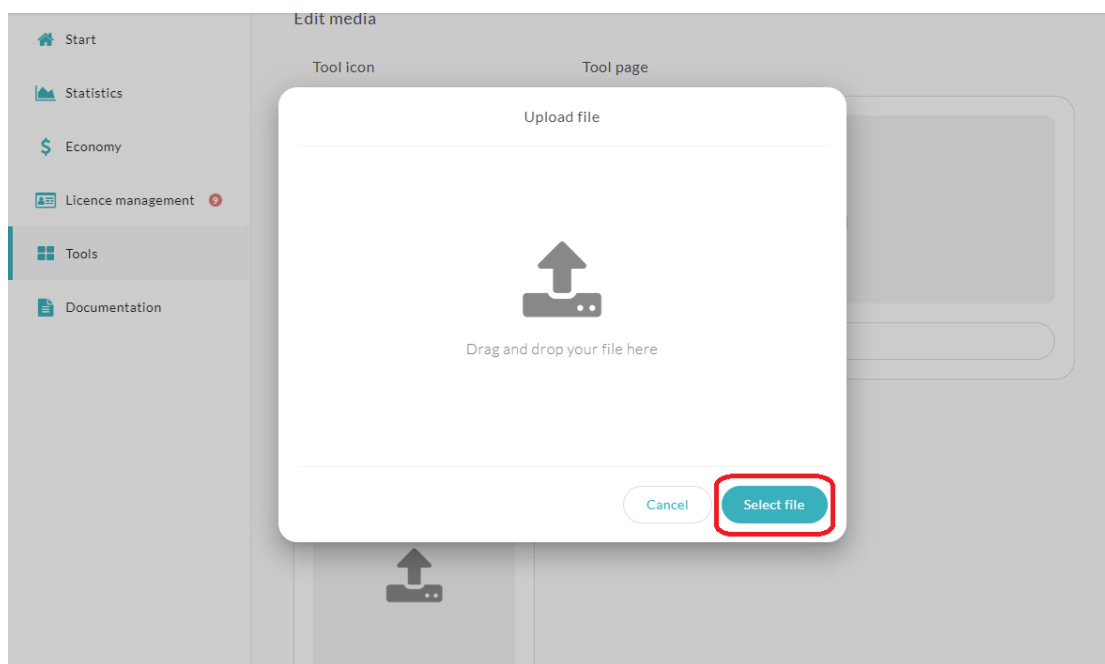 Edit media
Start
Tool icon
Tool page
Statistics
Upload file
Economy
Licence management 9
Tools
Documentation
Drag and drop your file here
Cancel
Select file